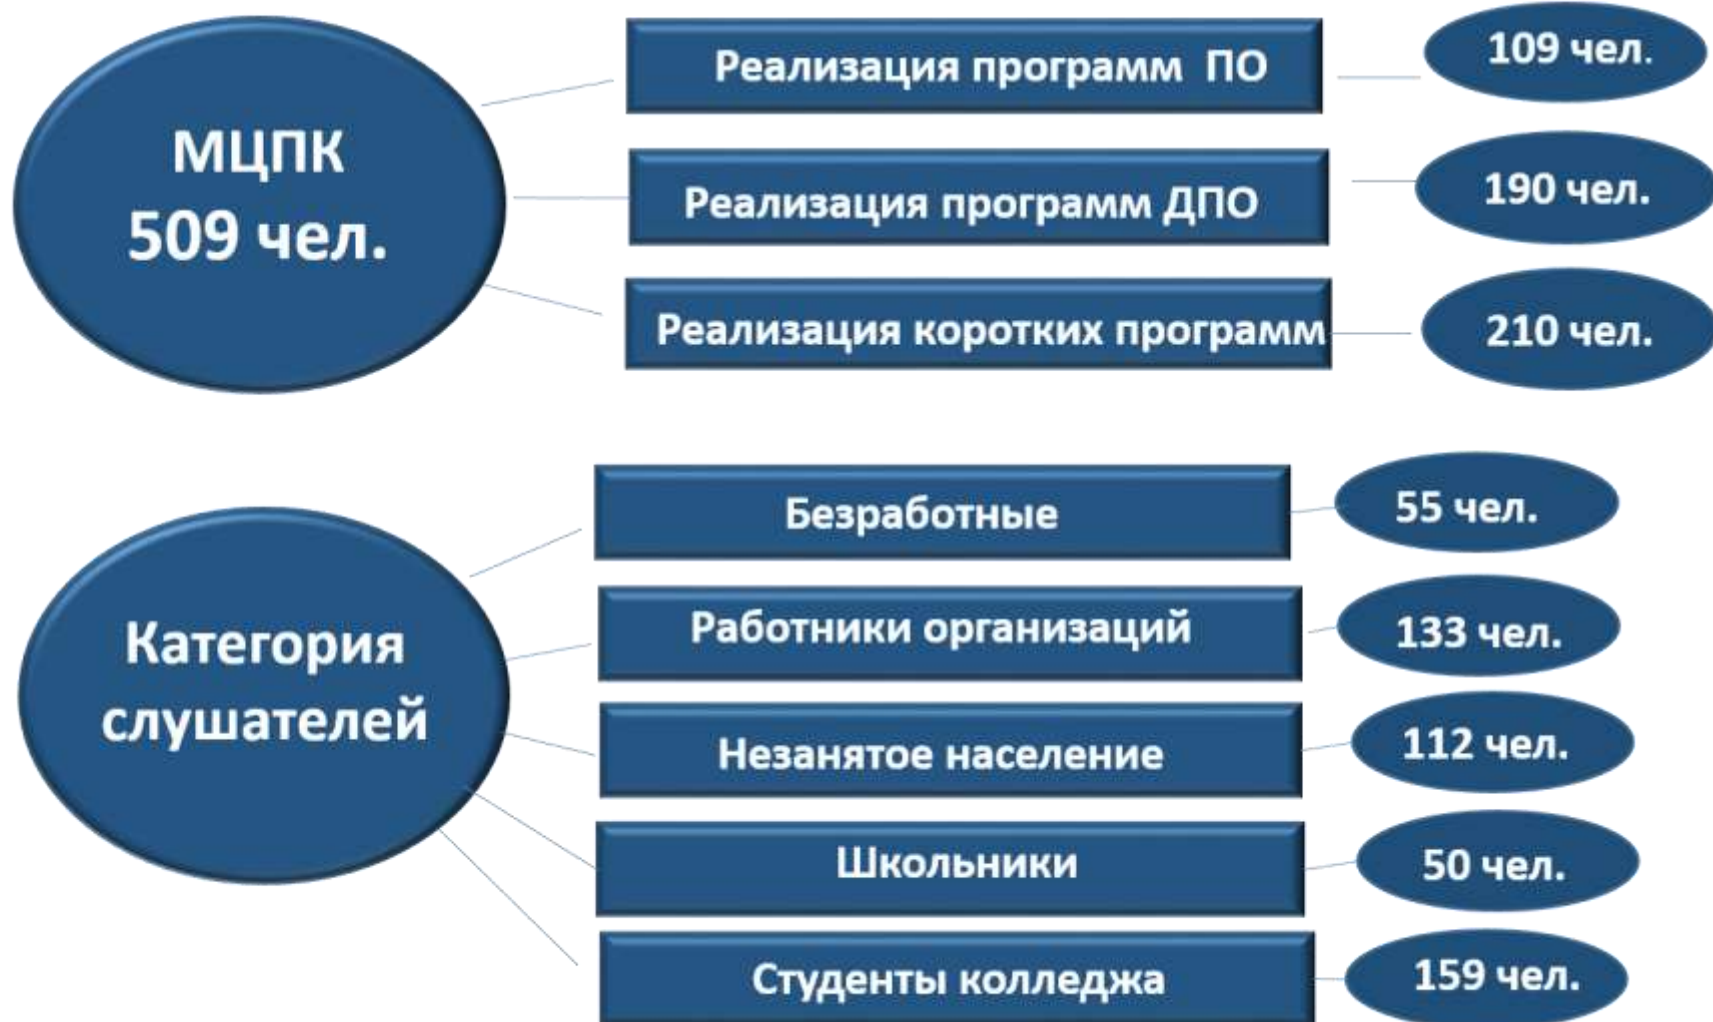 МЦПК
509 чел.
Реализация программ ПО
109 чел.
Реализация программ ДПО
190 чел.
Реализация коротких программ
210 чел.
Категория
слушателей
Безработные
55 чел.
Работники организаций
133 чел.
Незанятое население
112 чел.
Школьники
50 чел.
Студенты колледжа
159 чел.